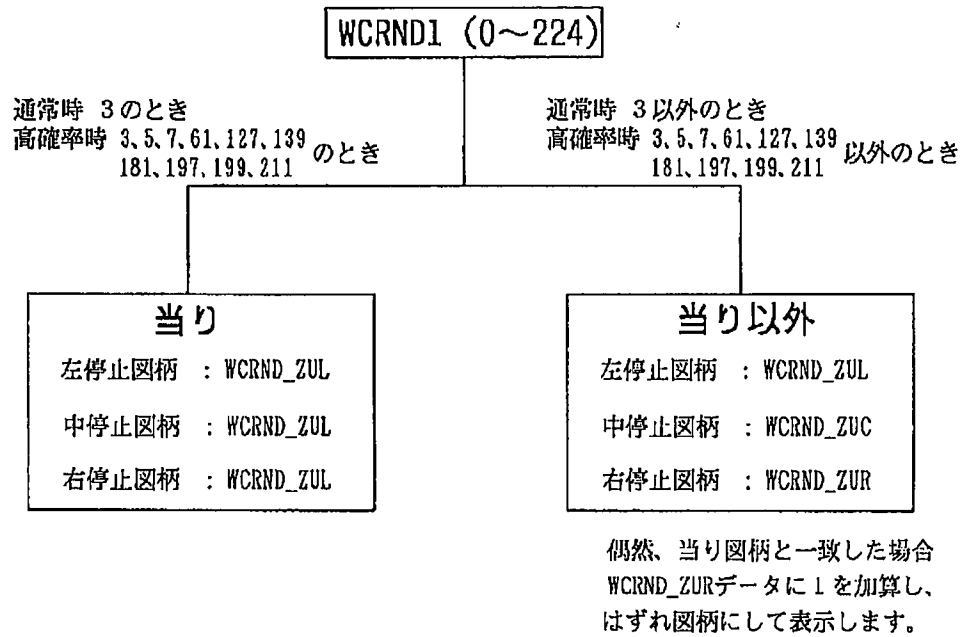 WCRND1 (0～224)
通常時 3のとき
高確率時 3､5､7､61､127､139
181､197､199､211 のとき
通常時 3以外のとき
高確率時 3､5､7､61､127､139
181､197､199､211 以外のとき
当り
左停止図柄 : WCRND_ZUL
中停止図柄 : WCRND_ZUL
右停止図柄 : WCRND_ZUL
当り以外
左停止図柄 : WCRND_ZUL
中停止図柄 : WCRND_ZUC
右停止図柄 : WCRND_ZUR
偶然、当り図柄と一致した場合
WCRND_ZURデータに1を加算し、
はずれ図柄にして表示します。